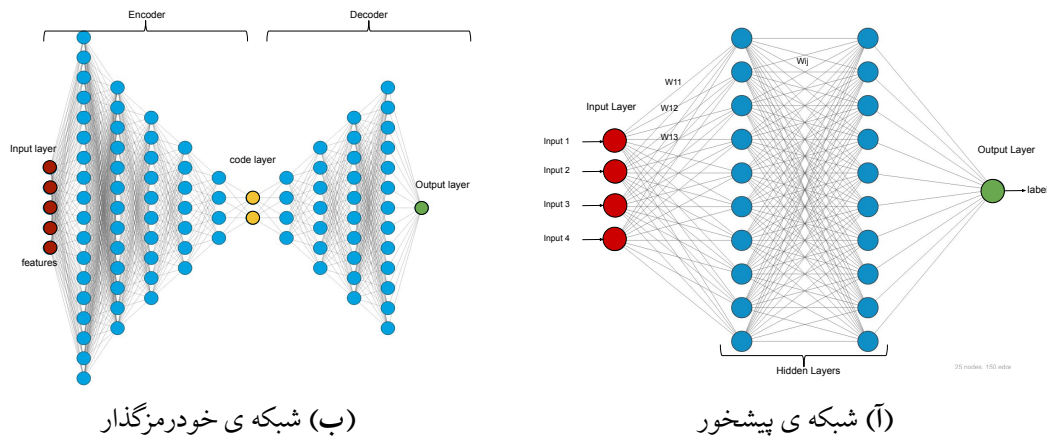 Encoder
Decoder
Input layer
features
code layer
Output layer
(ب) شبکه ی خودرمزگذار
W11
Wij
Input Layer
W12
W13
Input 1
Input 2
Input 3
Input 4
Output Layer
label
Hidden Layers
(آ) شبکه ی پیشخور